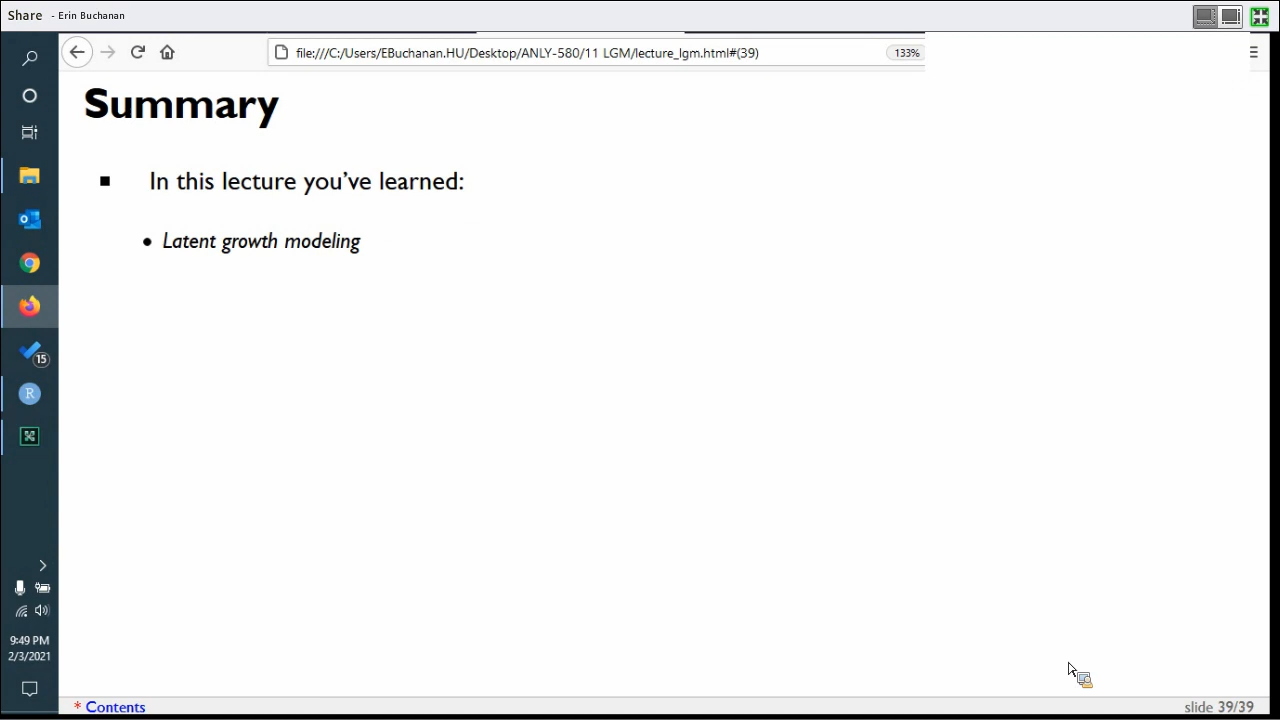 Share - Erin Buchanan
file:///C:/Users/EBuchanan.HU/Desktop/ANLY-580/11 LGM/lecture_lgm.html#(39)
133%
Summary
In this lecture you've learned:
Latent growth modeling
15
R
9:49 PM
2/3/2021
* Contents
slide 39/39